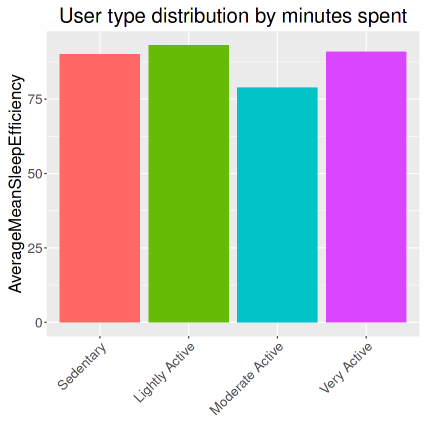 User type distribution by minutes spent
AverageMeanSleepEfficiency
75
50
25
0
Sedentary
Lightly Active
Moderate Active
Very Active